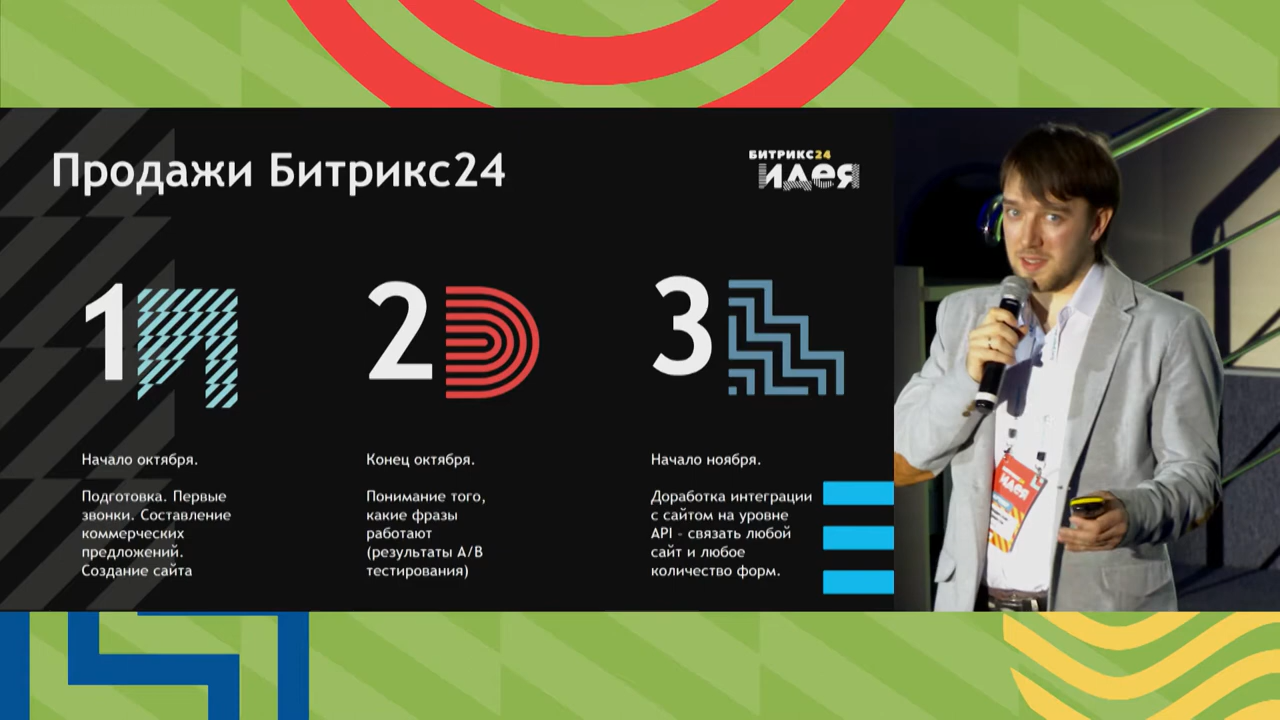 Продажи Битрикс24
БИТРИКС24
идея
1
Начало октября.
Подготовка. Первые
звонки. Составление
коммерческих
предложений.
Создание сайта
2
Конец октября.
Понимание того,
какие фразы
работают
(результаты A/B
тестирования)
3
Начало ноября.
Доработка интеграции
с сайтом на уровне
API – связать любой
сайт и любое
количество форм.
БИТРИКС24
идея